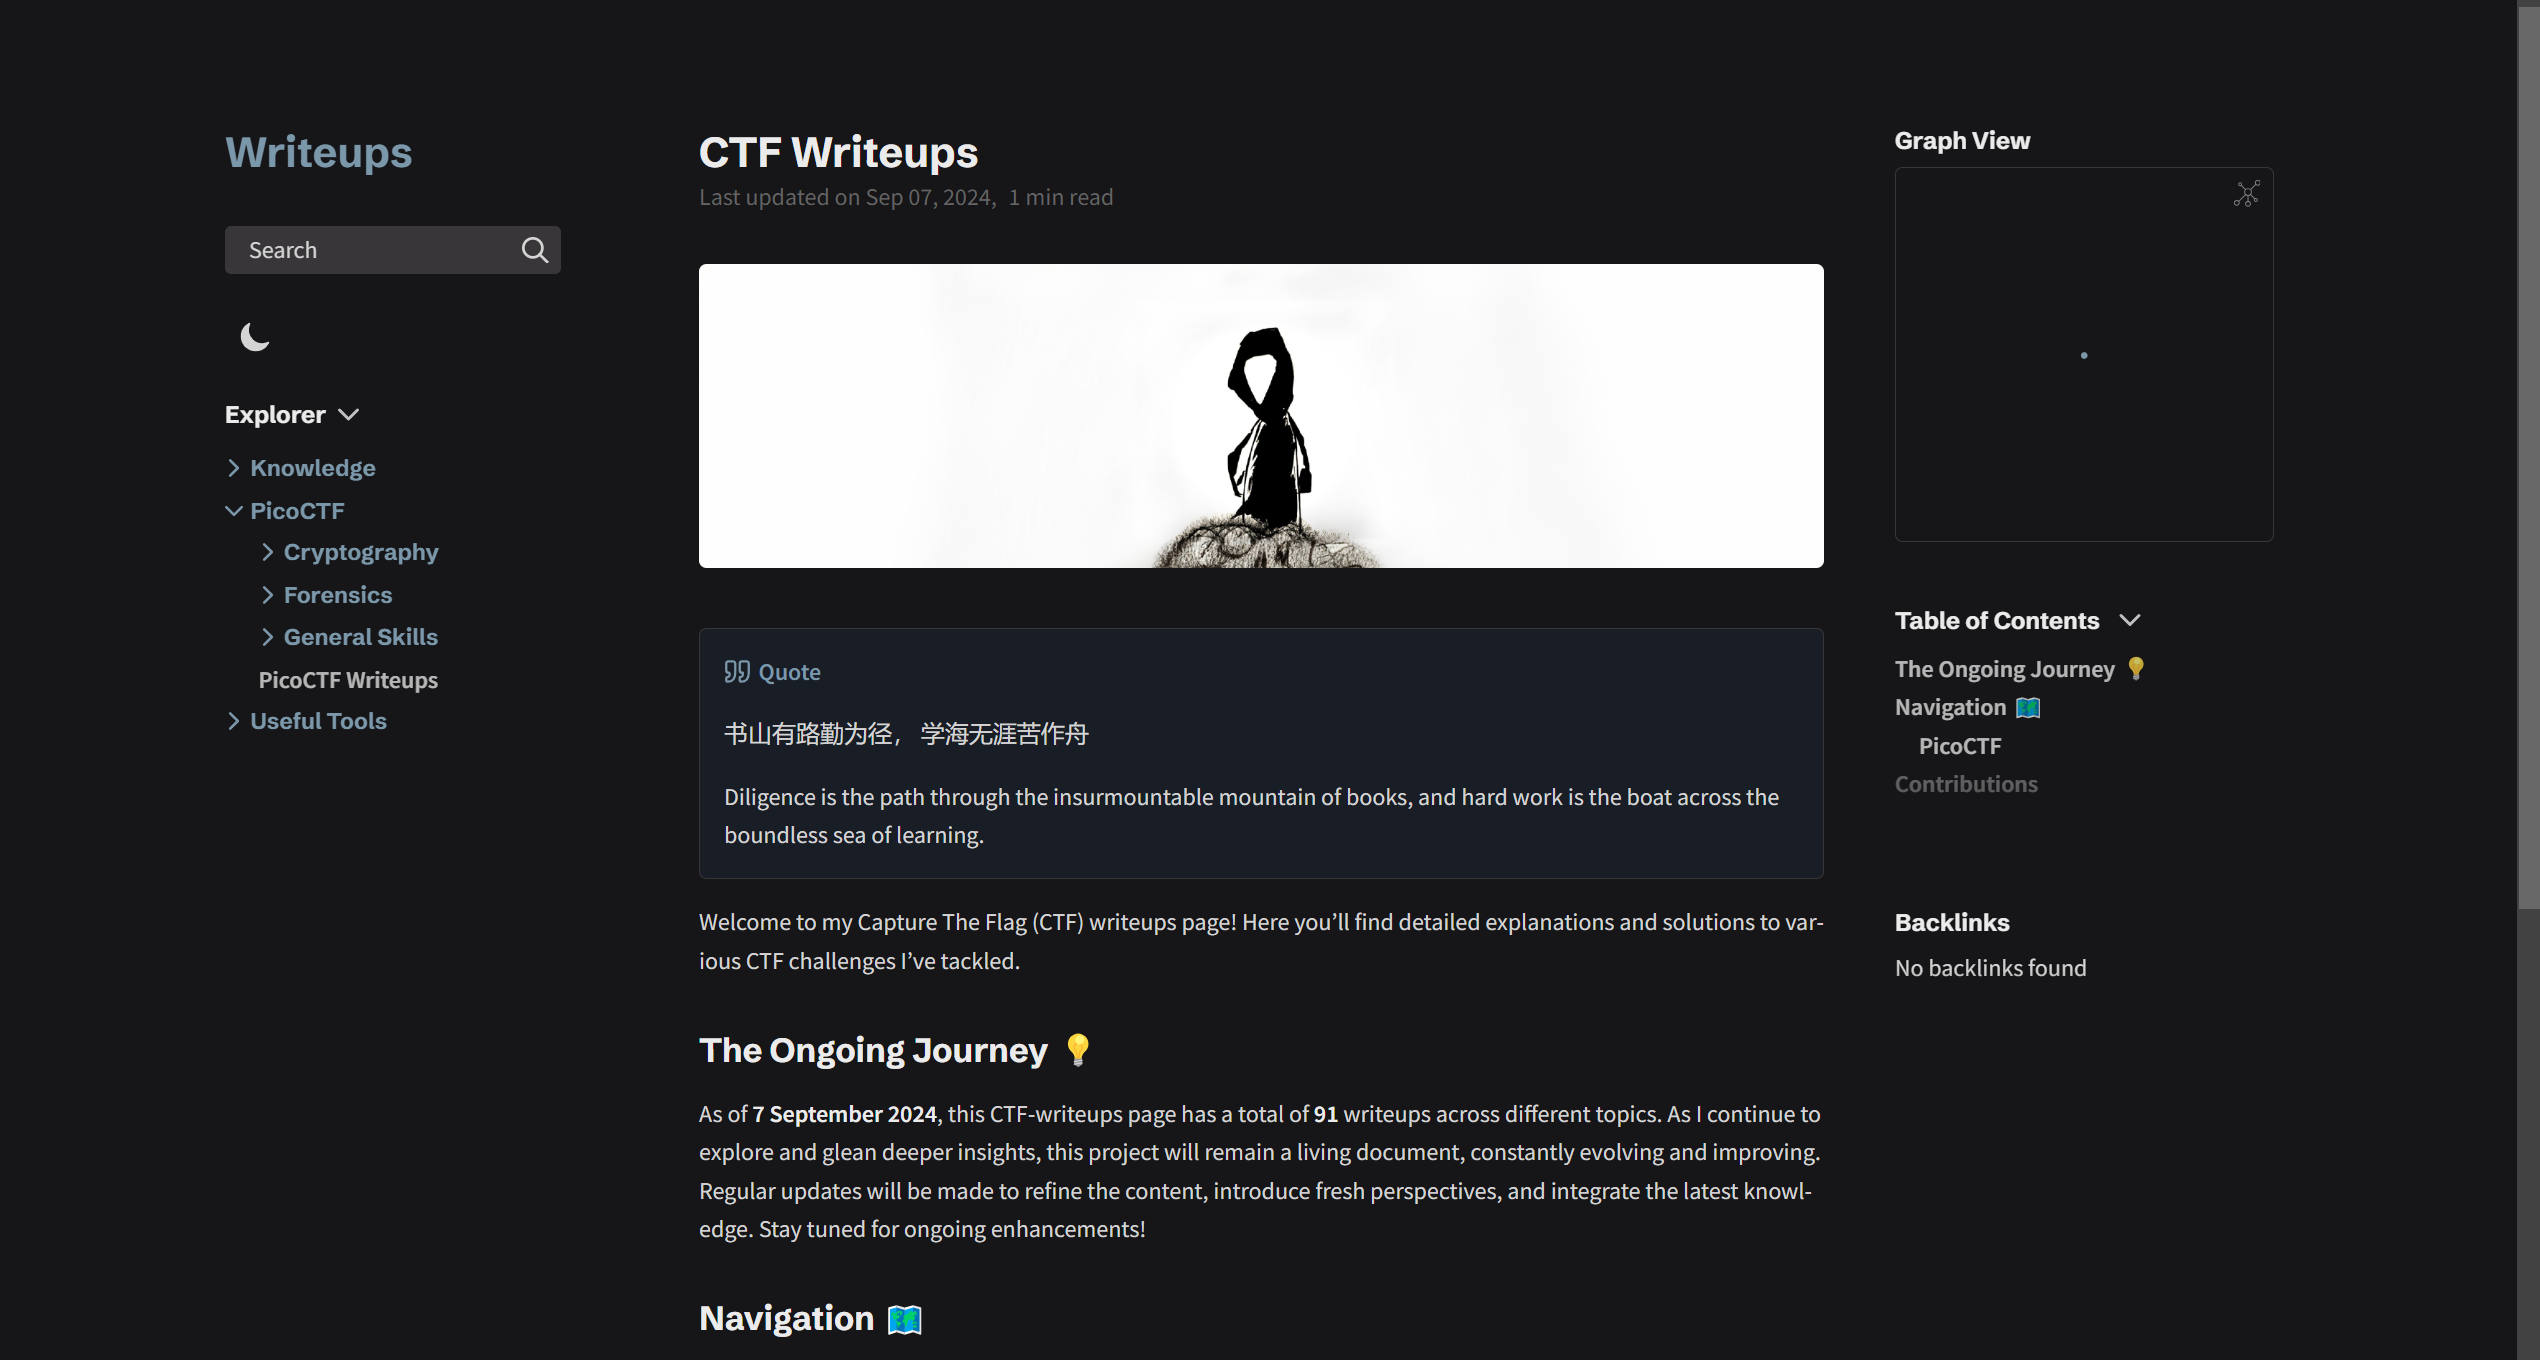 Writeups
Search
Explorer
Knowledge
PicoCTF
Cryptography
Forensics
General Skills
PicoCTF Writeups
Useful Tools
CTF Writeups
Last updated on Sep 07, 2024, 1 min read
Quote
书山有路勤为径，学海无涯苦作舟
Diligence is the path through the insurmountable mountain of books, and hard work is the boat across the
boundless sea of learning.
Welcome to my Capture The Flag (CTF) writeups page! Here you’ll find detailed explanations and solutions to var-
ious CTF challenges I’ve tackled.
The Ongoing Journey 💡
As of 7 September 2024, this CTF-writeups page has a total of 91 writeups across different topics. As I continue to
explore and glean deeper insights, this project will remain a living document, constantly evolving and improving.
Regular updates will be made to refine the content, introduce fresh perspectives, and integrate the latest knowl-
edge. Stay tuned for ongoing enhancements!
Navigation 🗺️
Graph View
Table of Contents
The Ongoing Journey 💡
Navigation 🗺️
PicoCTF
Contributions
Backlinks
No backlinks found